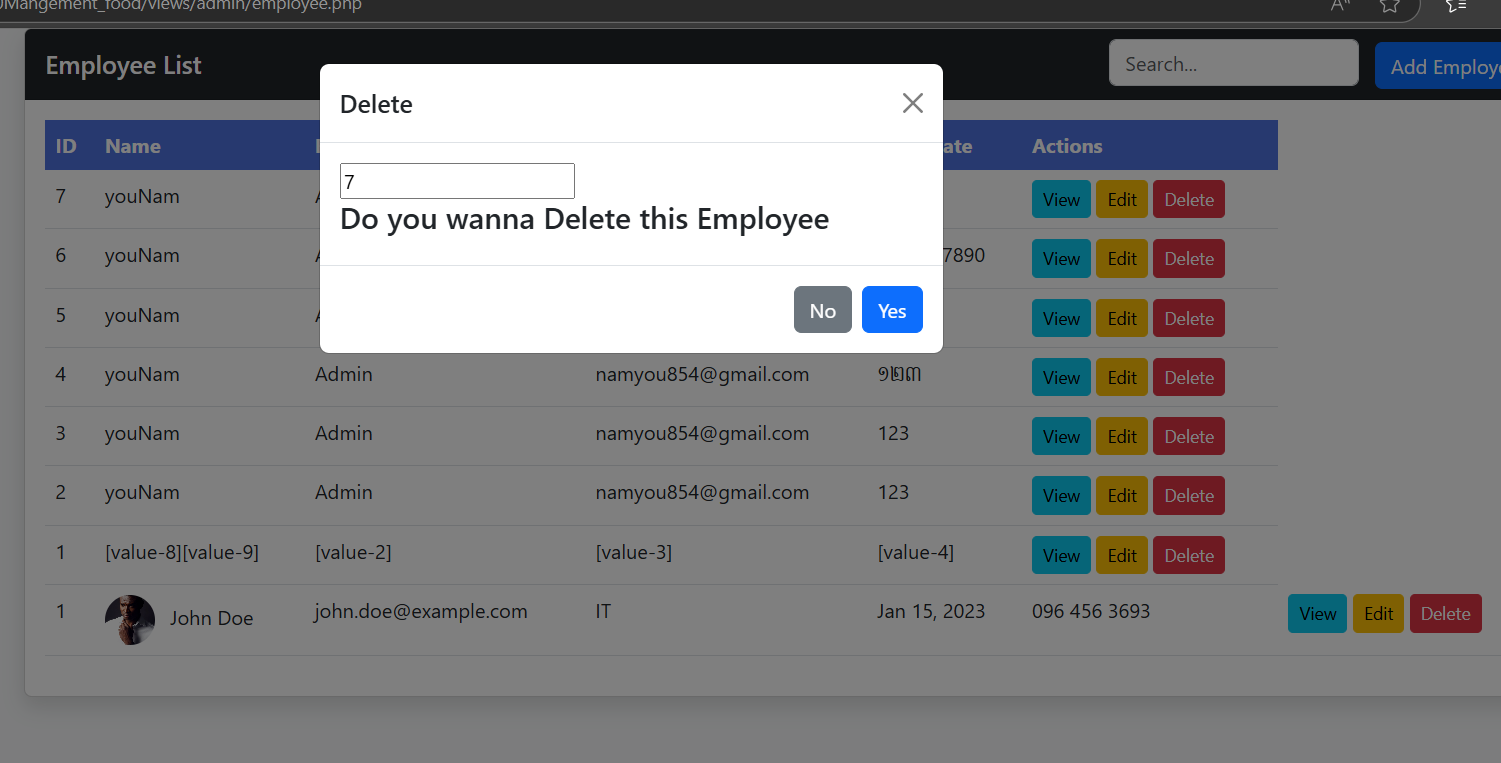 0Mangement_food/views/admin/employee.php
Employee List
Search...
Add Employe
Delete
7
Do you wanna Delete this Employee
No Yes
ID Name ate Actions
7 youNam View Edit Delete
6 youNam 7890 View Edit Delete
5 youNam View Edit Delete
4 youNam Admin namyou854@gmail.com ១២៣ View Edit Delete
3 youNam Admin namyou854@gmail.com 123 View Edit Delete
2 youNam Admin namyou854@gmail.com 123 View Edit Delete
1 [value-8][value-9] [value-2] [value-3] [value-4] View Edit Delete
1 John Doe john.doe@example.com IT Jan 15, 2023 096 456 3693 View Edit Delete